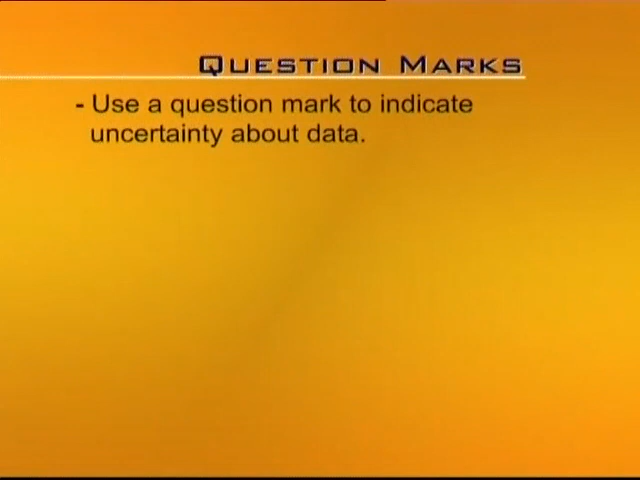 Question Marks
- Use a question mark to indicate
uncertainty about data.